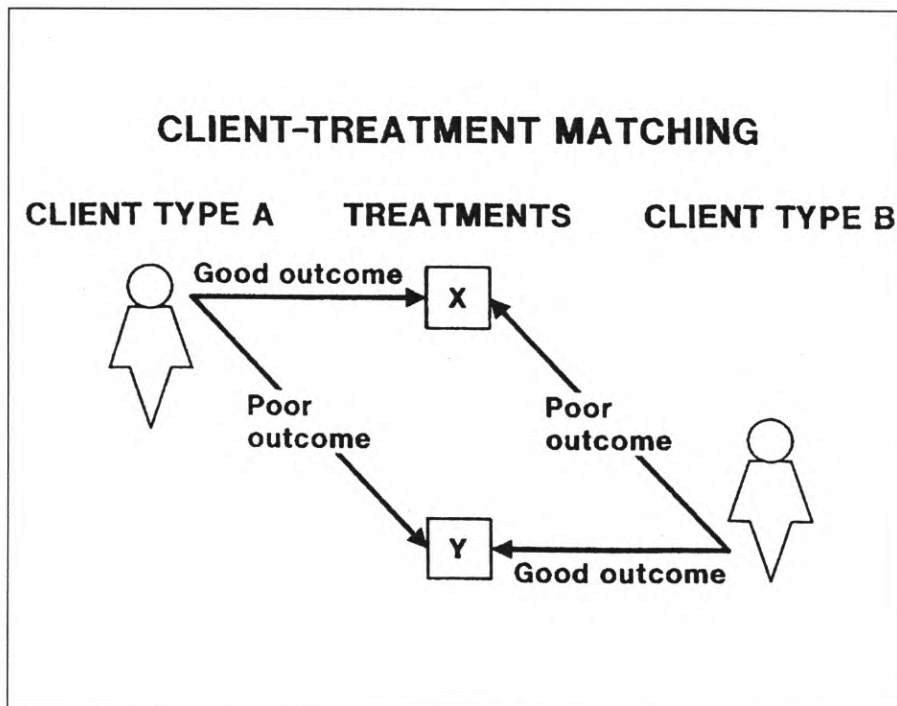 CLIENT-TREATMENT MATCHING
CLIENT TYPE A
TREATMENTS
CLIENT TYPE B
Good outcome
X
Poor
outcome
Poor
outcome
Y
Good outcome